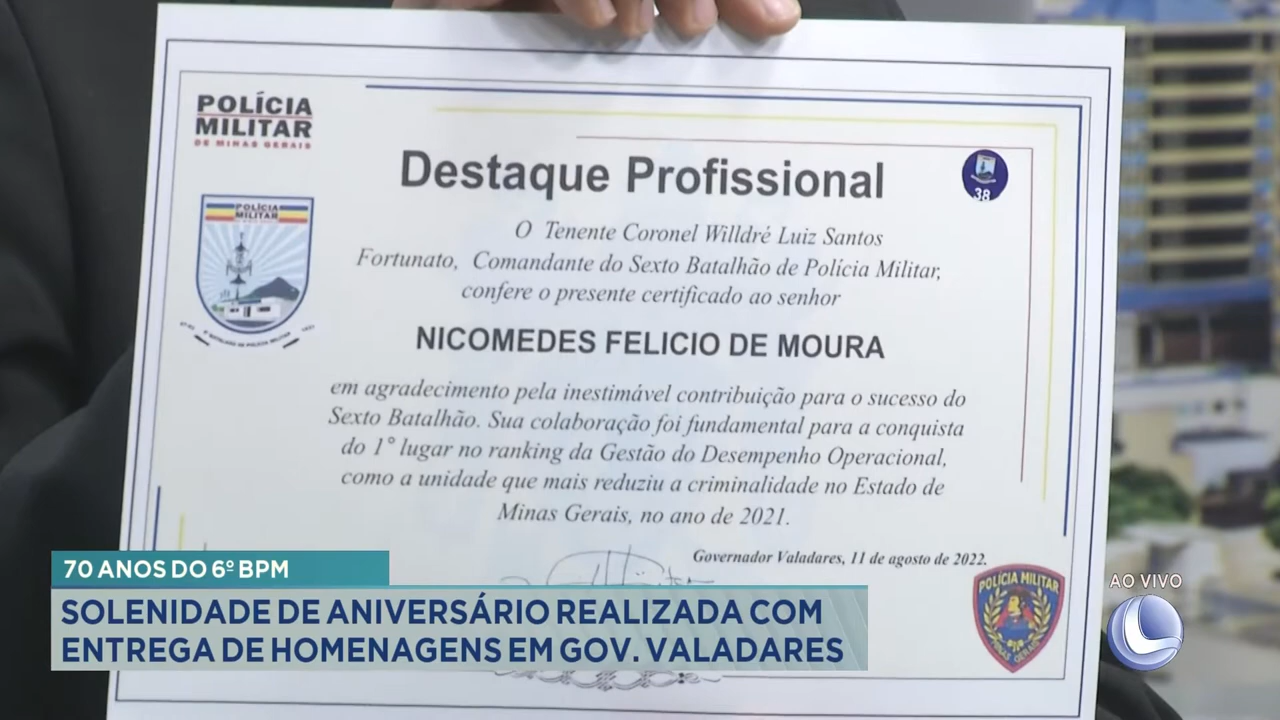 POLÍCIA
MILITAR
DE MINAS GERAIS
Destaque Profissional
38
POLÍCIA
MILITAR
O Tenente Coronel Willdré Luiz Santos
Fortunato, Comandante do Sexto Batalhão de Polícia Militar,
confere o presente certificado ao senhor
NICOMEDES FELICIO DE MOURA
em agradecimento pela inestimável contribuição para o sucesso do
Sexto Batalhão. Sua colaboração foi fundamental para a conquista
do 1° lugar no ranking da Gestão do Desempenho Operacional,
como a unidade que mais reduziu a criminalidade no Estado de
Minas Gerais, no ano de 2021.
Governador Valadares, 11 de agosto de 2022.
POLÍCIA MILITAR
MINAS GERAIS
70 ANOS DO 6º BPM
SOLENIDADE DE ANIVERSÁRIO REALIZADA COM
ENTREGA DE HOMENAGENS EM GOV. VALADARES
AO VIVO